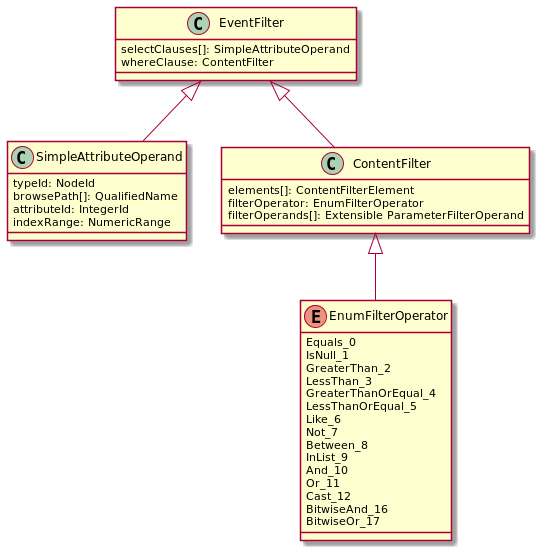 C EventFilter
selectClauses[]: SimpleAttributeOperand
whereClause: ContentFilter
C SimpleAttributeOperand
typeId: NodeId
browsePath[]: QualifiedName
attributeId: IntegerId
indexRange: NumericRange
C ContentFilter
elements[]: ContentFilterElement
filterOperator: EnumFilterOperator
filterOperands[]: Extensible ParameterFilterOperand
E EnumFilterOperator
Equals_0
IsNull_1
GreaterThan_2
LessThan_3
GreaterThanOrEqual_4
LessThanOrEqual_5
Like_6
Not_7
Between_8
InList_9
And_10
Or_11
Cast_12
BitwiseAnd_16
BitwiseOr_17